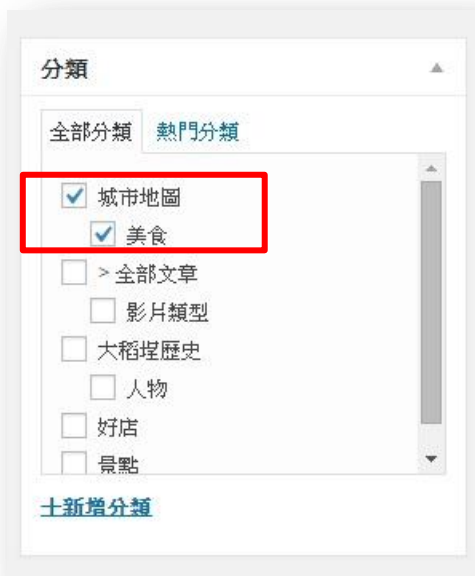 分類
全部分類 熱門分類
城市地圖
美食
> 全部文章
影片類型
大稻埕歷史
人物
好店
景點
+新增分類